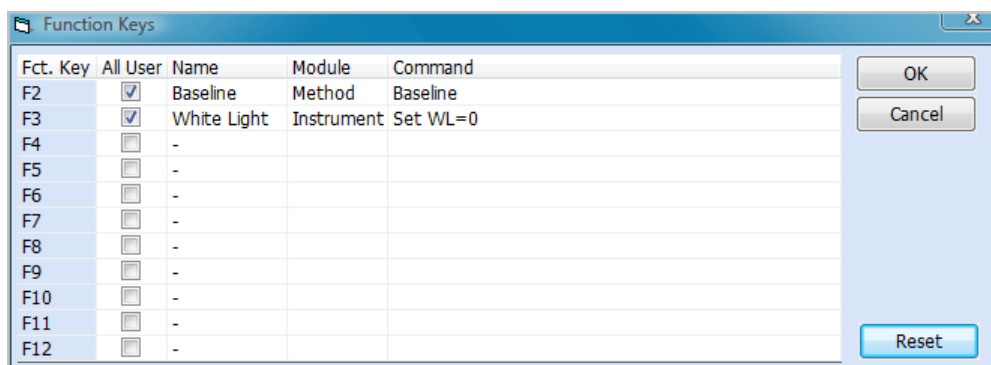 Function Keys
Fct. Key All User Name Module Command
F2 Baseline Method Baseline
F3 White Light Instrument Set WL=0
F4 -
F5 -
F6 -
F7 -
F8 -
F9 -
F10 -
F11 -
F12 -
OK
Cancel
Reset